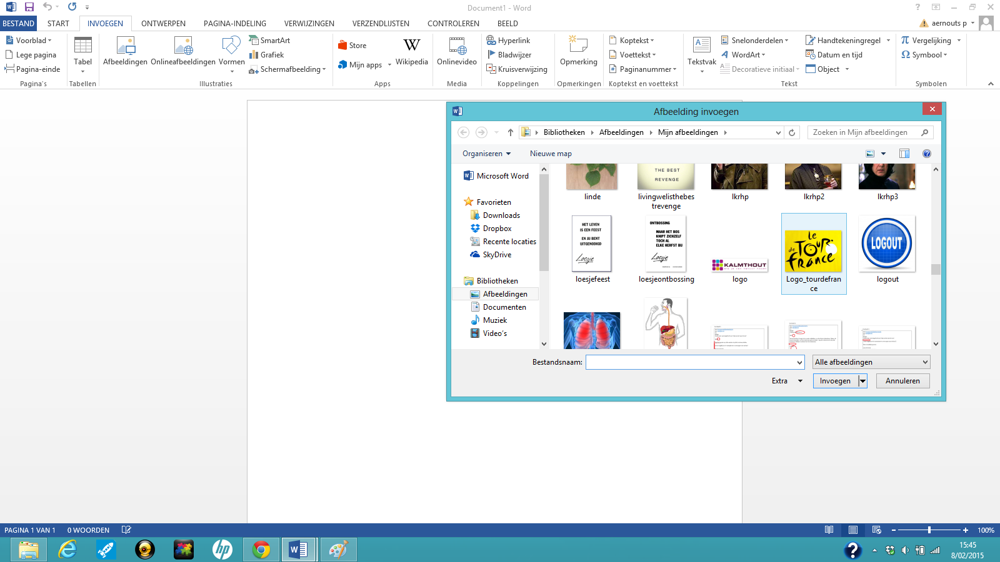 Document1 - Word
BESTAND START INVOEGEN ONTWERPEN PAGINA-INDELING VERWIJZINGEN VERZENDLIJSTEN CONTROLEREN BEELD aernouts p
Voorblad
Lege pagina
Pagina-einde
Pagina's
Tabel
Tabellen
Afbeeldingen Onlineafbeeldingen Vormen
SmartArt
Grafiek
Schermafbeelding
Illustraties
Store
Mijn apps
W
Wikipedia
Apps
Onlinevideo
Media
Hyperlink
Bladwijzer
Kruisverwijzing
Koppelingen
Opmerking
Opmerkingen
Koptekst
Voettekst
Paginanummer
Koptekst en voettekst
Tekstvak
Snelonderdelen
WordArt
Decoratieve initiaal
Handtekeningregel
Datum en tijd
Object
Tekst
Vergelijking
Symbool
Symbolen
Afbeelding invoegen
Bibliotheken Afbeeldingen Mijn afbeeldingen
Zoeken in Mijn afbeeldingen
Organiseren Nieuwe map
Microsoft Word
Favorieten
Downloads
Dropbox
Recente locaties
SkyDrive
Bibliotheken
Afbeeldingen
Documenten
Muziek
Video's
THE BEST
REVENGE
linde livingwelisthebes lkrhp lkrhp2 lkrhp3
trevenge
HET LEVEN
IS EEN FEEST
EN JIJ BENT
UITGENODIGD
Loesje
ONTBOSSING
MAAR HET BOS
KNIPT ZICHZELF
TOCH AL
ELKE HERFST BIJ
Loesje
KALMTHOUT
le
Tour
de
france
LOGOUT
loesjefeest loesjeontbossing logo Logo_tourdefran logout
ce
Bestandsnaam: Alle afbeeldingen
Extra Invoegen Annuleren
PAGINA 1 VAN 1 0 WOORDEN 100%
hp
15:45
8/02/2015